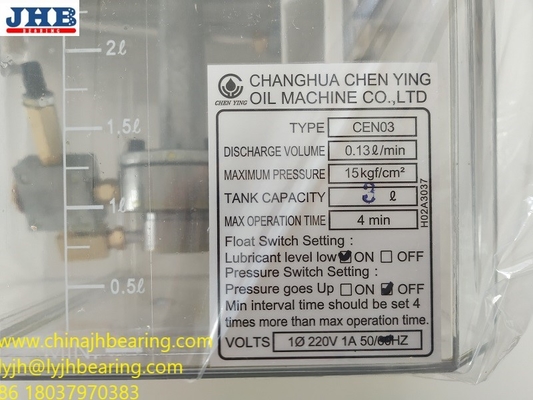 JHB
BEARING
2ℓ
1.5ℓ
1ℓ
0.5ℓ
CHEN YING
CHANGHUA CHEN YING
OIL MACHINE CO.,LTD
TYPE CEN03
DISCHARGE VOLUME 0.13ℓ/min
MAXIMUM PRESSURE 15kgf/cm²
TANK CAPACITY 3 ℓ
MAX OPERATION TIME 4 min
H02A3037
Float Switch Setting :
Lubricant level low ☑ ON ☐ OFF
Pressure Switch Setting :
Pressure goes Up ☐ ON ☑ OFF
Min interval time should be set 4
times more than max operation time.
VOLTS 1Ø 220V 1A 50/60HZ
www.chinajhbearing.com
lyjh@lyjhbearing.com
86 18037970383